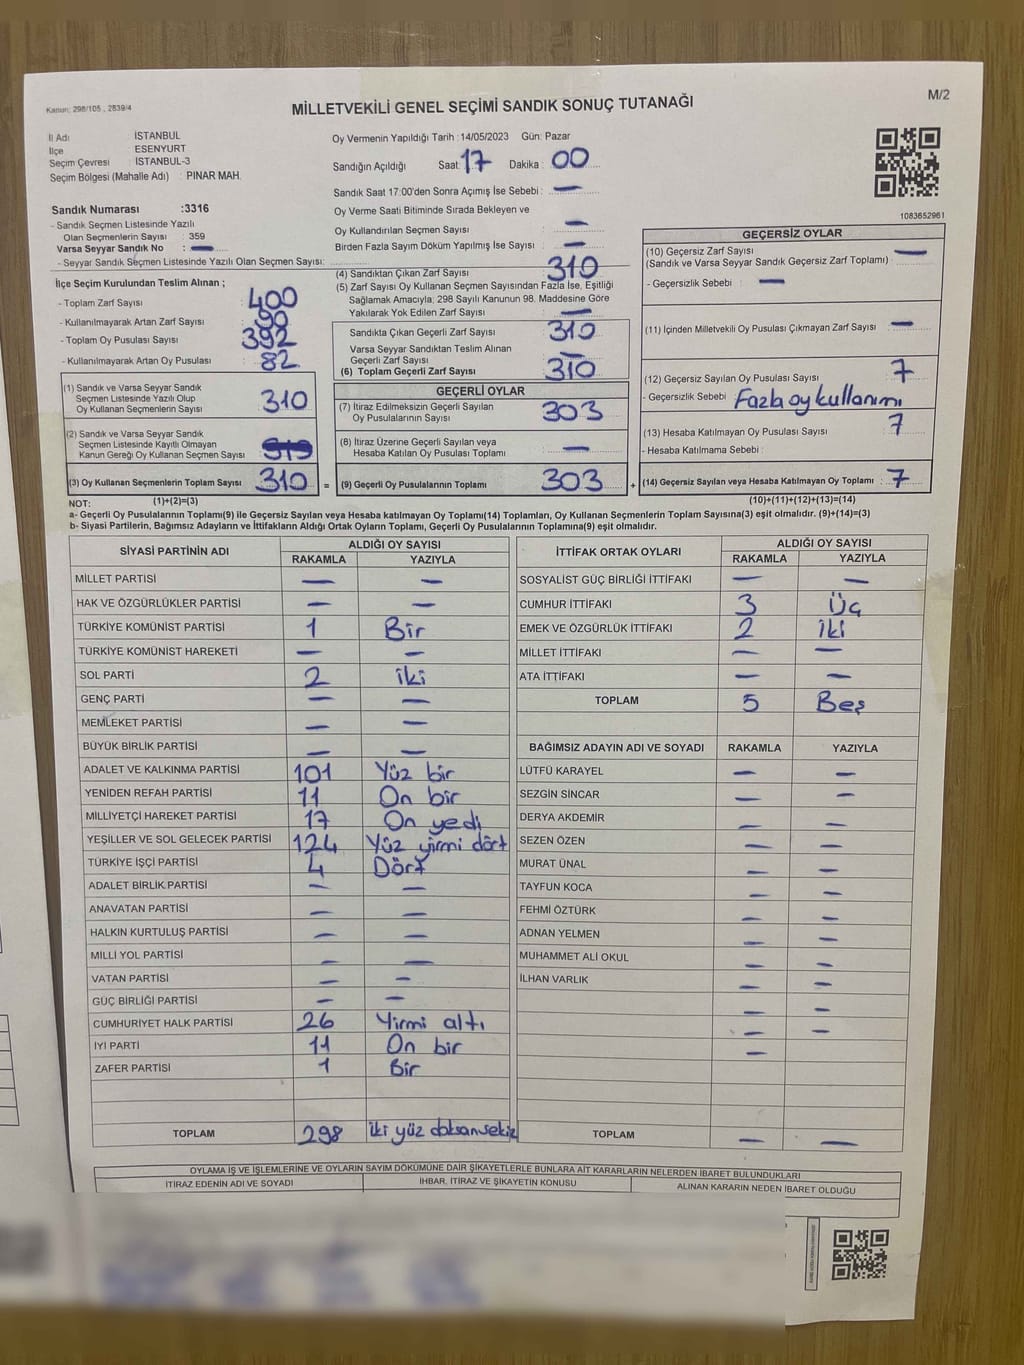 Kanun: 298/105 , 2839/4
MİLLETVEKİLİ GENEL SEÇİMİ SANDIK SONUÇ TUTANAĞI
M/2
İl Adı İSTANBUL
İlçe ESENYURT
Seçim Çevresi : İSTANBUL-3
Seçim Bölgesi (Mahalle Adı) : PINAR MAH.
Sandık Numarası :3316
- Sandık Seçmen Listesinde Yazılı
Olan Seçmenlerin Sayısı : 359
Varsa Seyyar Sandık No : —
- Seyyar Sandık Seçmen Listesinde Yazılı Olan Seçmen Sayısı:
Oy Vermenin Yapıldığı Tarih : 14/05/2023 Gün: Pazar
Sandığın Açıldığı Saat: 17 Dakika : 00
Sandık Saat 17:00'den Sonra Açımış İse Sebebi : —
Oy Verme Saati Bitiminde Sırada Bekleyen ve
Oy Kullandırılan Seçmen Sayısı : —
Birden Fazla Sayım Döküm Yapılmış İse Sayısı : —
1083652961
İlçe Seçim Kurulundan Teslim Alınan ;
- Toplam Zarf Sayısı : 400
- Kullanılmayarak Artan Zarf Sayısı : 90
- Toplam Oy Pusulası Sayısı : 392
- Kullanılmayarak Artan Oy Pusulası : 82
(1) Sandık ve Varsa Seyyar Sandık
Seçmen Listesinde Yazılı Olup
Oy Kullanan Seçmenlerin Sayısı : 310
(2) Sandık ve Varsa Seyyar Sandık
Seçmen Listesinde Kayıtlı Olmayan
Kanun Gereği Oy Kullanan Seçmen Sayısı
(3) Oy Kullanan Seçmenlerin Toplam Sayısı : 310 =
(4) Sandıktan Çıkan Zarf Sayısı : 310
(5) Zarf Sayısı Oy Kullanan Seçmen Sayısından Fazla İse, Eşitliği
Sağlamak Amacıyla, 298 Sayılı Kanunun 98. Maddesine Göre
Yakılarak Yok Edilen Zarf Sayısı : —
Sandıkta Çıkan Geçerli Zarf Sayısı : 310
Varsa Seyyar Sandıktan Teslim Alınan
Geçerli Zarf Sayısı : —
(6) Toplam Geçerli Zarf Sayısı : 310
GEÇERLİ OYLAR
(7) İtiraz Edilmeksizin Geçerli Sayılan
Oy Pusulalarının Sayısı : 303
(8) İtiraz Üzerine Geçerli Sayılan veya
Hesaba Katılan Oy Pusulası Toplamı : —
(9) Geçerli Oy Pusulalarının Toplamı : 303 +
GEÇERSİZ OYLAR
(10) Geçersiz Zarf Sayısı : —
(Sandık ve Varsa Seyyar Sandık Geçersiz Zarf Toplamı)
- Geçersizlik Sebebi : —
(11) İçinden Milletvekili Oy Pusulası Çıkmayan Zarf Sayısı : —
(12) Geçersiz Sayılan Oy Pusulası Sayısı : 7
- Geçersizlik Sebebi : Fazla oy kullanımı
(13) Hesaba Katılmayan Oy Pusulası Sayısı : 7
- Hesaba Katılmama Sebebi :
(14) Geçersiz Sayılan veya Hesaba Katılmayan Oy Toplamı : 7
NOT: (1)+(2)=(3) (10)+(11)+(12)+(13)=(14)
a- Geçerli Oy Pusulalarının Toplamı(9) ile Geçersiz Sayılan veya Hesaba katılmayan Oy Toplamı(14) Toplamları, Oy Kullanan Seçmenlerin Toplam Sayısına(3) eşit olmalıdır. (9)+(14)=(3)
b- Siyasi Partilerin, Bağımsız Adayların ve İttifakların Aldığı Ortak Oyların Toplamı, Geçerli Oy Pusulalarının Toplamına(9) eşit olmalıdır.
SİYASİ PARTİNİN ADI ALDIĞI OY SAYISI
RAKAMLA YAZIYLA
MİLLET PARTİSİ — —
HAK VE ÖZGÜRLÜKLER PARTİSİ — —
TÜRKİYE KOMÜNİST PARTİSİ 1 Bir
TÜRKİYE KOMÜNİST HAREKETİ — —
SOL PARTİ 2 iki
GENÇ PARTİ — —
MEMLEKET PARTİSİ — —
BÜYÜK BİRLİK PARTİSİ — —
ADALET VE KALKINMA PARTİSİ 101 Yüz bir
YENİDEN REFAH PARTİSİ 11 On bir
MİLLİYETÇİ HAREKET PARTİSİ 17 On yedi
YEŞİLLER VE SOL GELECEK PARTİSİ 124 Yüz yirmi dört
TÜRKİYE İŞÇİ PARTİSİ 4 Dört
ADALET BİRLİK PARTİSİ — —
ANAVATAN PARTİSİ — —
HALKIN KURTULUŞ PARTİSİ — —
MİLLİ YOL PARTİSİ — —
VATAN PARTİSİ — —
GÜÇ BİRLİĞİ PARTİSİ — —
CUMHURİYET HALK PARTİSİ 26 Yirmi altı
İYİ PARTİ 11 On bir
ZAFER PARTİSİ 1 Bir
TOPLAM 298 iki yüz doksan sekiz
İTTİFAK ORTAK OYLARI ALDIĞI OY SAYISI
RAKAMLA YAZIYLA
SOSYALİST GÜÇ BİRLİĞİ İTTİFAKI — —
CUMHUR İTTİFAKI 3 Üç
EMEK VE ÖZGÜRLÜK İTTİFAKI 2 İki
MİLLET İTTİFAKI — —
ATA İTTİFAKI — —
TOPLAM 5 Beş
BAĞIMSIZ ADAYIN ADI VE SOYADI RAKAMLA YAZIYLA
LÜTFÜ KARAYEL — —
SEZGİN SİNCAR — —
DERYA AKDEMİR — —
SEZEN ÖZEN — —
MURAT ÜNAL — —
TAYFUN KOCA — —
FEHMİ ÖZTÜRK — —
ADNAN YELMEN — —
MUHAMMET ALİ OKUL — —
İLHAN VARLIK — —
— —
— —
—
TOPLAM — —
OYLAMA İŞ VE İŞLEMLERİNE VE OYLARIN SAYIM DÖKÜMÜNE DAİR ŞİKAYETLERLE BUNLARA AİT KARARLARIN NELERDEN İBARET BULUNDUKLARI
İTİRAZ EDENİN ADI VE SOYADI İHBAR, İTİRAZ VE ŞİKAYETİN KONUSU ALINAN KARARIN NEDEN İBARET OLDUĞU